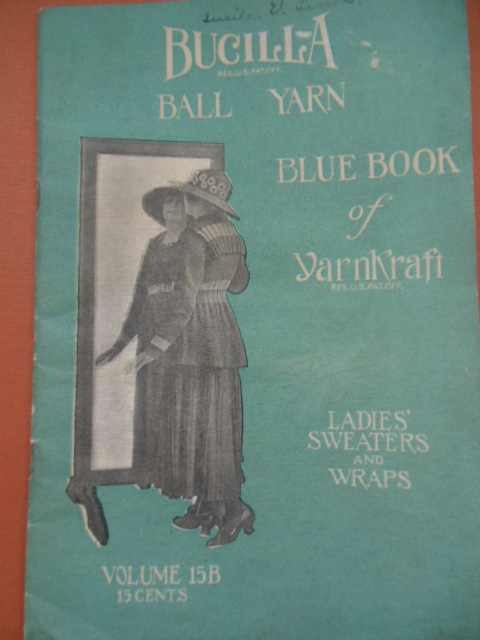 Lucile V.
BUCILLA
REG. U.S. PAT. OFF.
BALL YARN
BLUE BOOK
of
YarnKraft
REG. U.S. PAT. OFF.
LADIES'
SWEATERS
AND
WRAPS
VOLUME 15B
15 CENTS